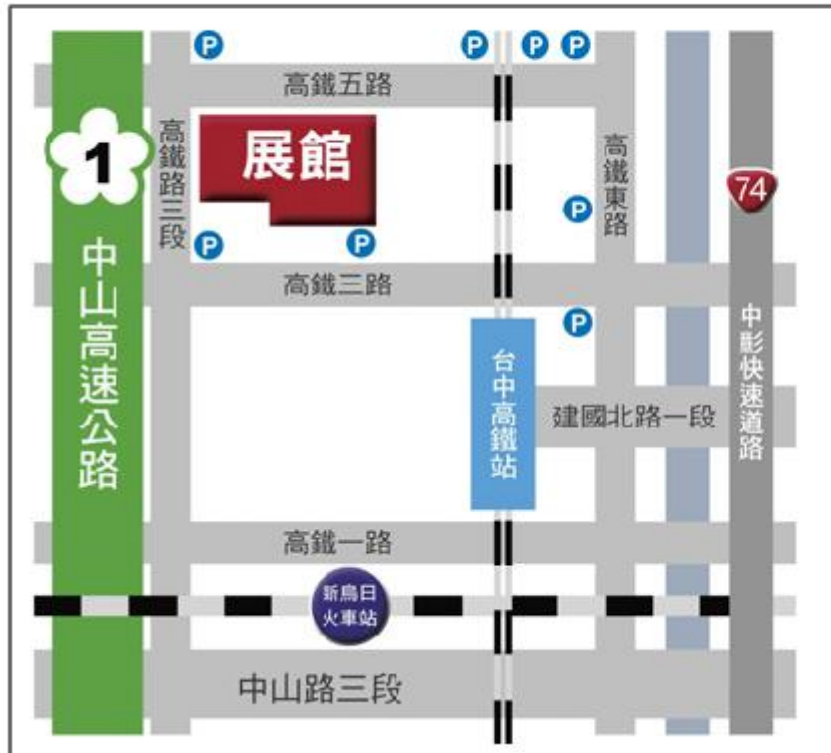 P P P P
高鐵五路
1
展館
高鐵路三段
高鐵東路
74
P
P P
高鐵三路
中山高速公路
P
台中高鐵站
中彰快速道路
建國北路一段
高鐵一路
新烏日
火車站
中山路三段